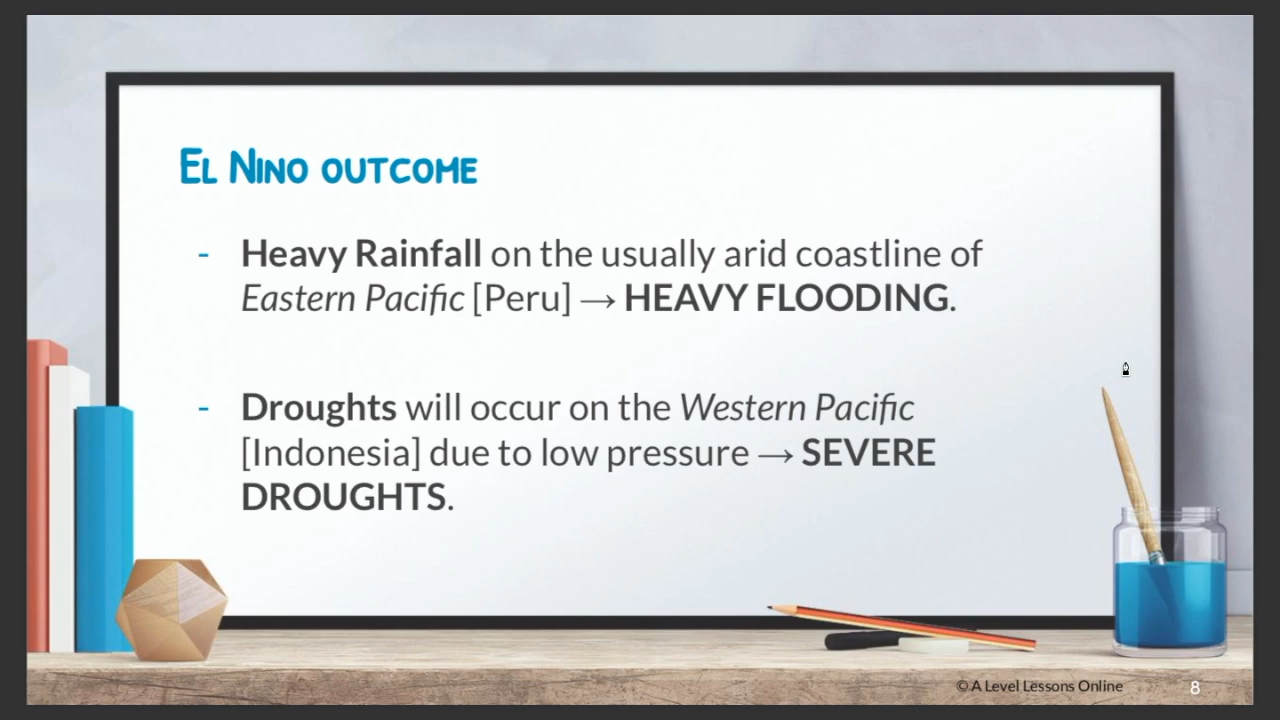 El Nino outcome
- Heavy Rainfall on the usually arid coastline of
Eastern Pacific [Peru] → HEAVY FLOODING.
- Droughts will occur on the Western Pacific
[Indonesia] due to low pressure → SEVERE
DROUGHTS.
© A Level Lessons Online
8